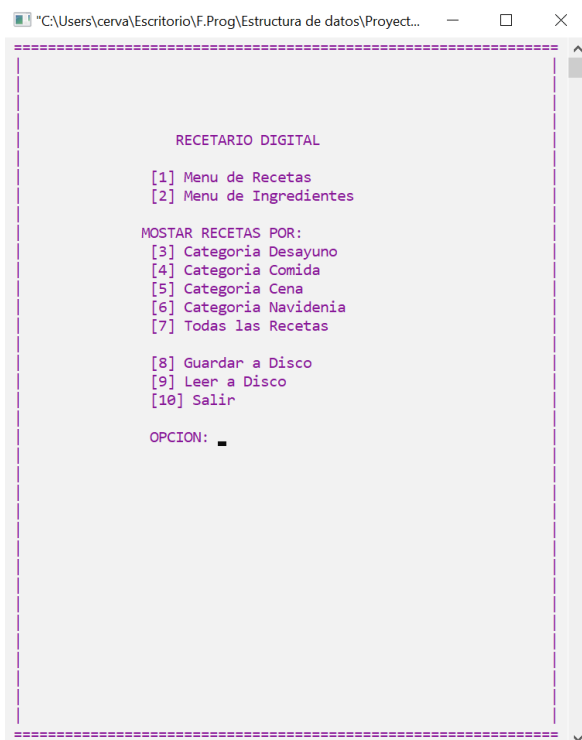 "C:\Users\cerva\Escritorio\F.Prog\Estructura de datos\Proyect...
RECETARIO DIGITAL
[1] Menu de Recetas
[2] Menu de Ingredientes
MOSTAR RECETAS POR:
[3] Categoria Desayuno
[4] Categoria Comida
[5] Categoria Cena
[6] Categoria Navidenia
[7] Todas las Recetas
[8] Guardar a Disco
[9] Leer a Disco
[10] Salir
OPCION: